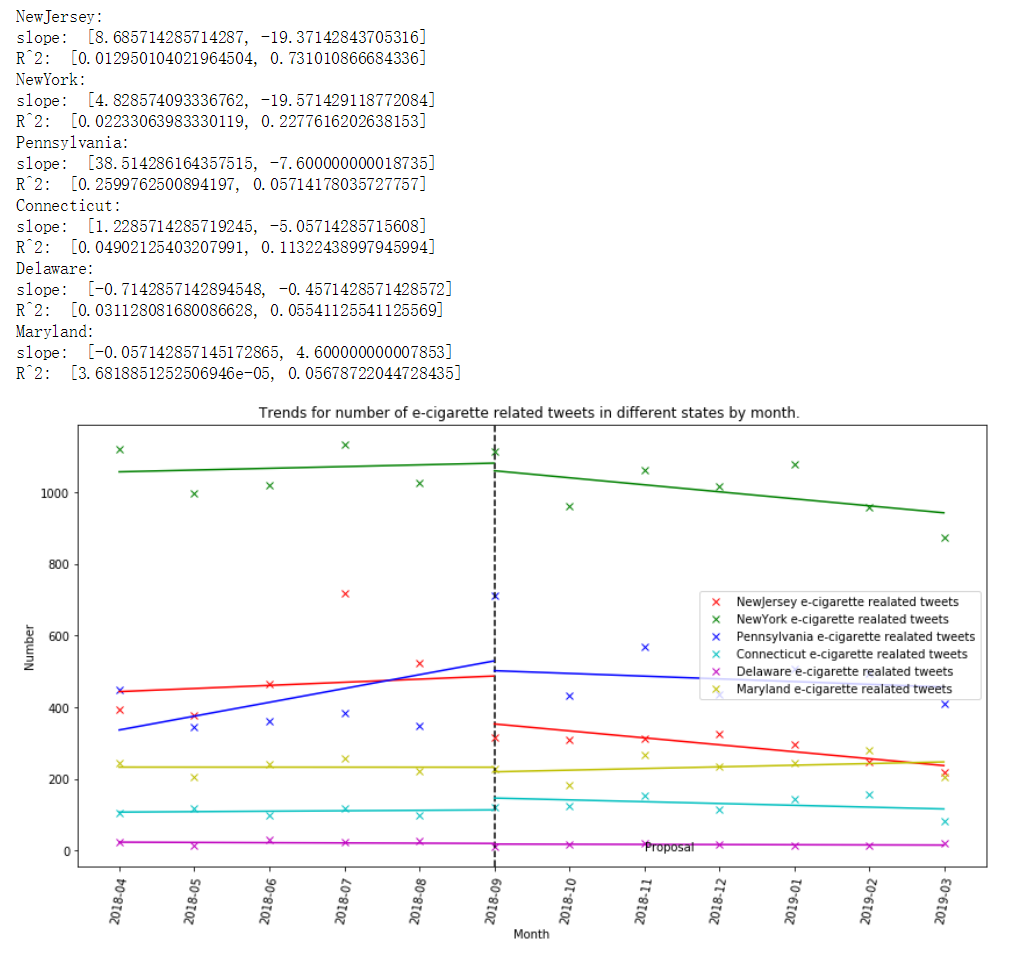 NewJersey:
slope:  [8.685714285714287, -19.37142843705316]
R^2:  [0.012950104021964504, 0.731010866684336]
NewYork:
slope:  [4.828574093336762, -19.571429118772084]
R^2:  [0.02233063983330119, 0.2277616202638153]
Pennsylvania:
slope:  [38.514286164357515, -7.600000000018735]
R^2:  [0.2599762500894197, 0.05714178035727757]
Connecticut:
slope:  [1.2285714285719245, -5.05714285715608]
R^2:  [0.04902125403207991, 0.11322438997945994]
Delaware:
slope:  [-0.7142857142894548, -0.4571428571428572]
R^2:  [0.031128081680086628, 0.05541125541125569]
Maryland:
slope:  [-0.057142857145172865, 4.600000000007853]
R^2:  [3.6818851252506946e-05, 0.05678722044728435]
Trends for number of e-cigarette related tweets in different states by month.
Number
1000
800
600
400
200
0
NewJersey e-cigarette realated tweets
NewYork e-cigarette realated tweets
Pennsylvania e-cigarette realated tweets
Connecticut e-cigarette realated tweets
Delaware e-cigarette realated tweets
Maryland e-cigarette realated tweets
Proposal
2018-04
2018-05
2018-06
2018-07
2018-08
2018-09
2018-10
2018-11
2018-12
2019-01
2019-02
2019-03
Month